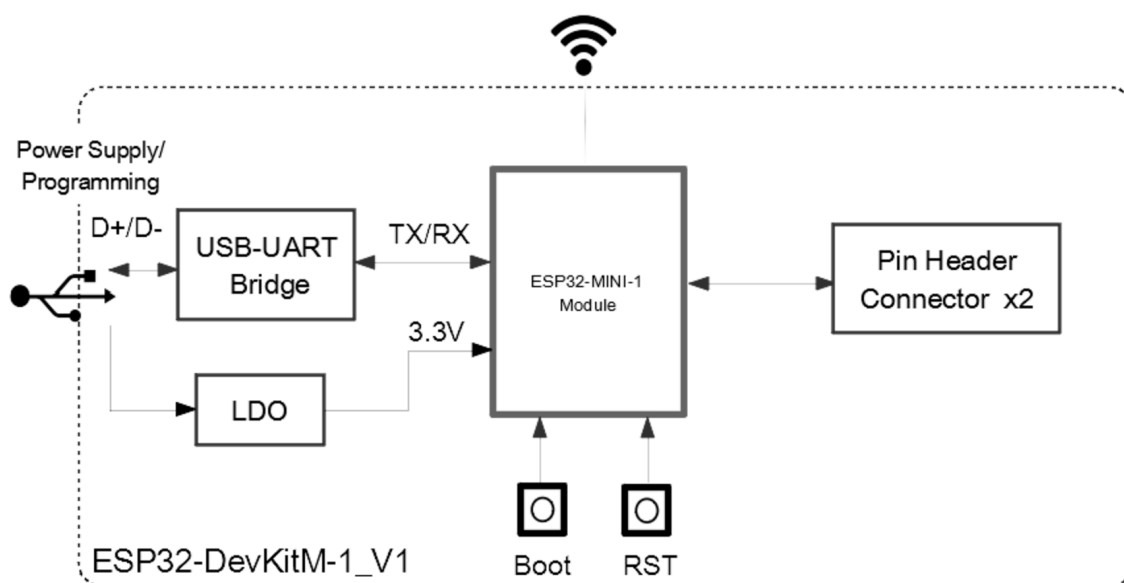 Power Supply/
Programming
D+/D-
USB-UART
Bridge
TX/RX
ESP32-MINI-1
Module
Pin Header
Connector x2
3.3V
LDO
Boot
RST
ESP32-DevKitM-1_V1